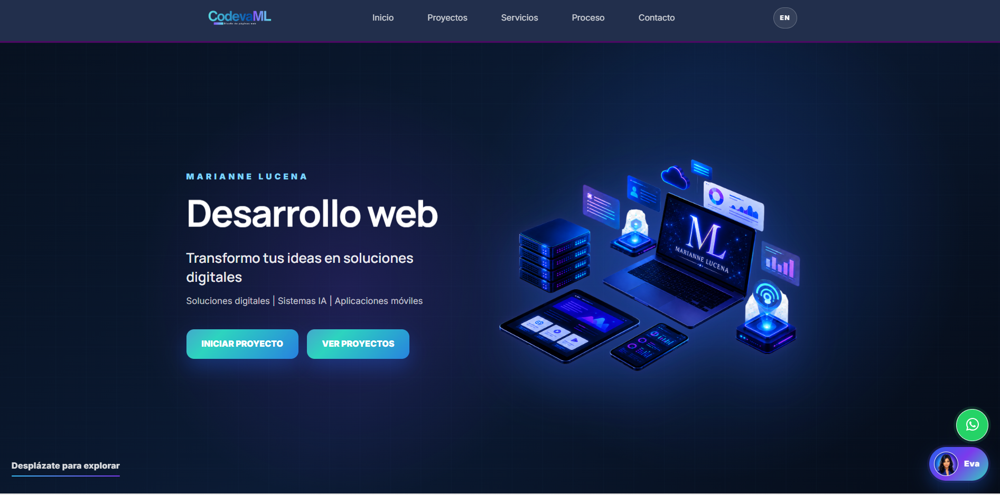 CodevaML
Diseño de páginas web
Inicio
Proyectos
Servicios
Proceso
Contacto
EN
MARIANNE LUCENA
Desarrollo web
Transformo tus ideas en soluciones
digitales
Soluciones digitales | Sistemas IA | Aplicaciones móviles
INICIAR PROYECTO
VER PROYECTOS
ML
MARIANNE LUCENA
Desplázate para explorar
Eva